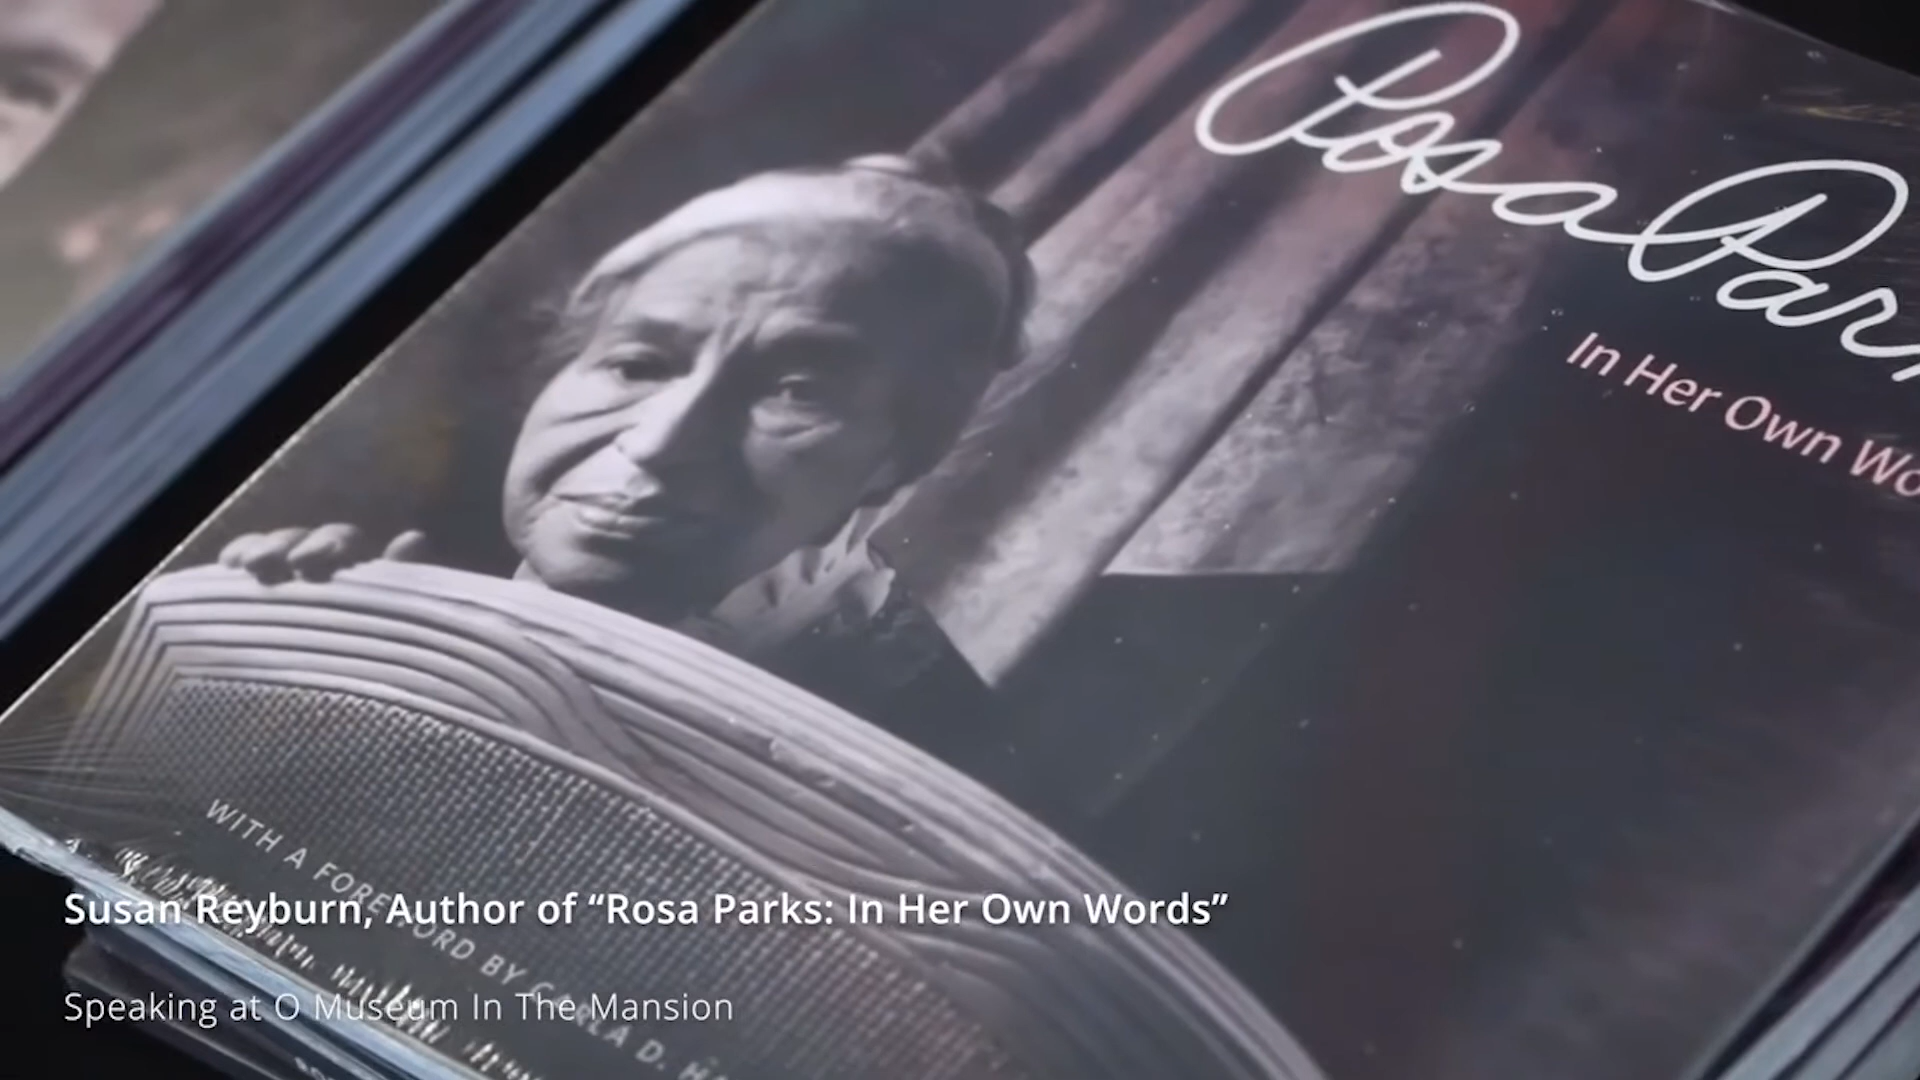 Rosa Par
In Her Own Wo
WITH A FOREWORD BY CARLA D. H
Susan Reyburn, Author of “Rosa Parks: In Her Own Words”
Speaking at O Museum In The Mansion